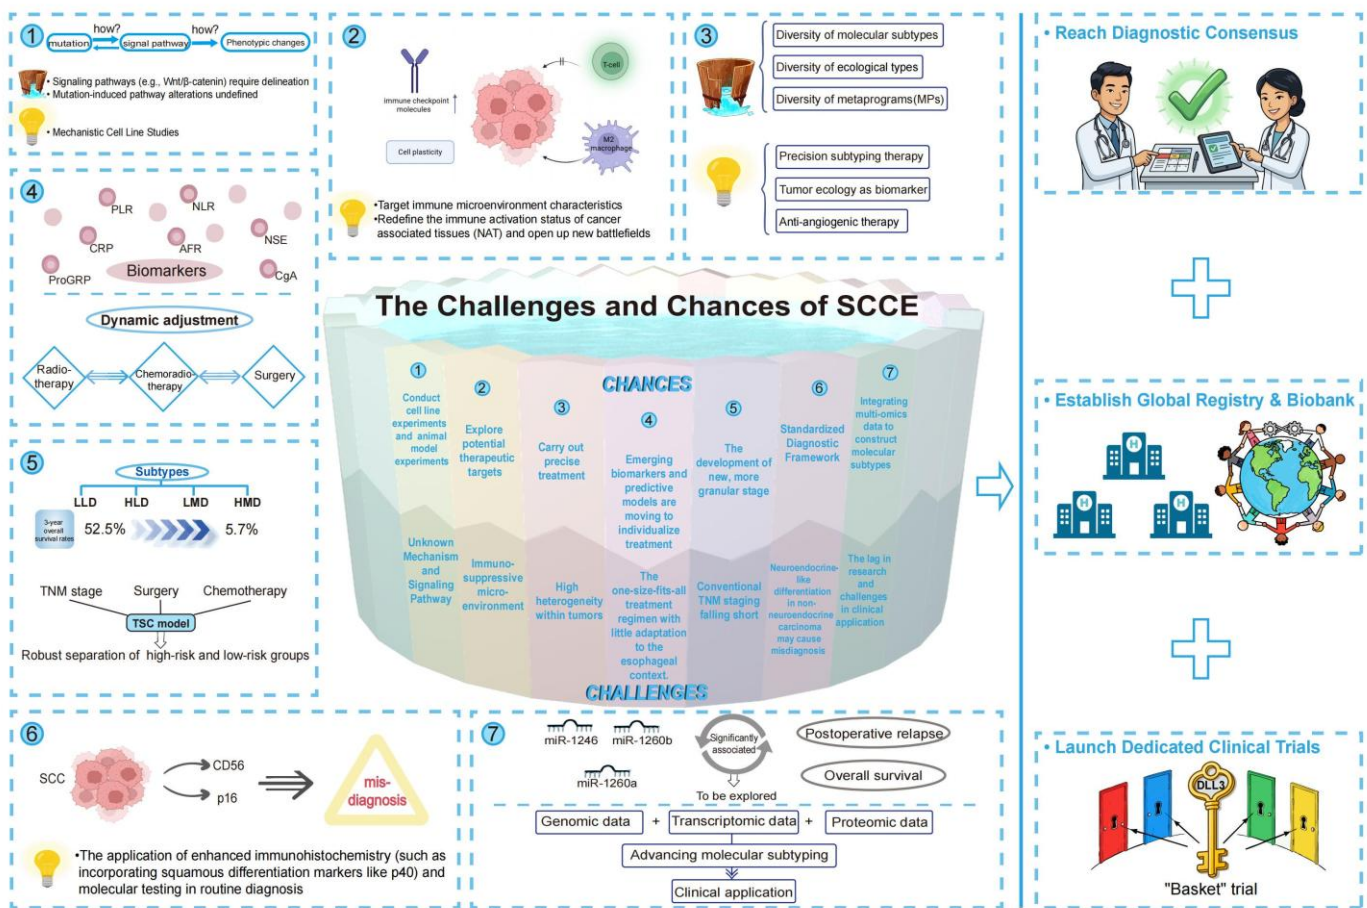 1
how?
how?
mutation
signal pathway
Phenotypic changes
• Signaling pathways (e.g., Wnt/β-catenin) require delineation
• Mutation-induced pathway alterations undefined
• Mechanistic Cell Line Studies
2
Immune checkpoint
molecules
T-cell
Cell plasticity
M2
macrophage
•Target immune microenvironment characteristics
•Redefine the immune activation status of cancer
associated tissues (NAT) and open up new battlefields
3
Diversity of molecular subtypes
Diversity of ecological types
Diversity of metaprograms(MPs)
Precision subtyping therapy
Tumor ecology as biomarker
Anti-angiogenic therapy
4
PLR
NLR
CRP
AFR
NSE
ProGRP
Biomarkers
CgA
Dynamic adjustment
Radio-
therapy
Chemoradio-
therapy
Surgery
5
Subtypes
LLD HLD LMD HMD
3-year
overall
survival rates
52.5%
5.7%
TNM stage
Surgery
Chemotherapy
TSC model
Robust separation of high-risk and low-risk groups
The Challenges and Chances of SCCE
CHANCES
1
Conduct
cell line
experiments
and animal
model
experiments
2
Explore
potential
therapeutic
targets
3
Carry out
precise
treatment
4
Emerging
biomarkers and
predictive
models are
moving to
individualize
treatment
5
The
development of
new, more
granular stage
6
Standardized
Diagnostic
Framework
7
Integrating
multi-omics
data to
construct
molecular
subtypes
Unknown
Mechanism
and
Signaling
Pathway
Immuno-
suppressive
micro-
environment
High
heterogeneity
within tumors
The
one-size-fits-all
treatment
regimen with
little adaptation
to the
esophageal
context.
Conventional
TNM staging
falling short
Neuroendocrine-
like
differentiation
in non-
neuroendocrine
carcinoma
may cause
misdiagnosis
The lag in
research
and
challenges
in clinical
application
CHALLENGES
6
SCC
CD56
p16
mis-
diagnosis
•The application of enhanced immunohistochemistry (such as
incorporating squamous differentiation markers like p40) and
molecular testing in routine diagnosis
7
miR-1246
miR-1260b
miR-1260a
Significantly
associated
To be explored
Postoperative relapse
Overall survival
Genomic data + Transcriptomic data + Proteomic data
Advancing molecular subtyping
Clinical application
• Reach Diagnostic Consensus
• Establish Global Registry & Biobank
H
H
H
• Launch Dedicated Clinical Trials
DLL3
"Basket" trial